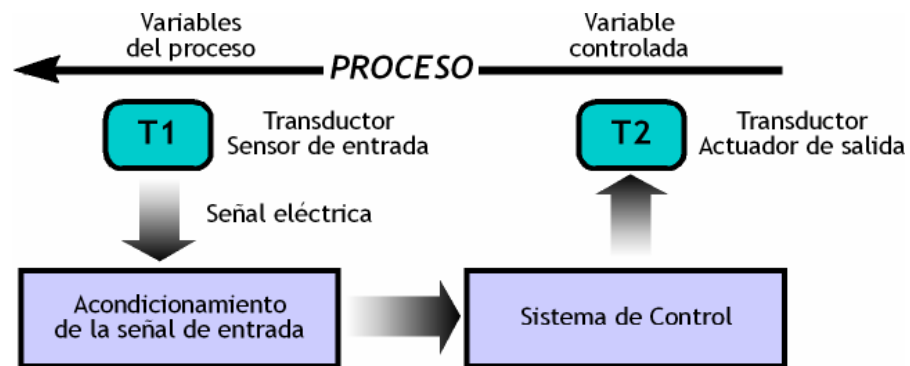 Variables
del proceso
Variable
controlada
PROCESO
T1
Transductor
Sensor de entrada
T2
Transductor
Actuador de salida
Señal eléctrica
Acondicionamiento
de la señal de entrada
Sistema de Control